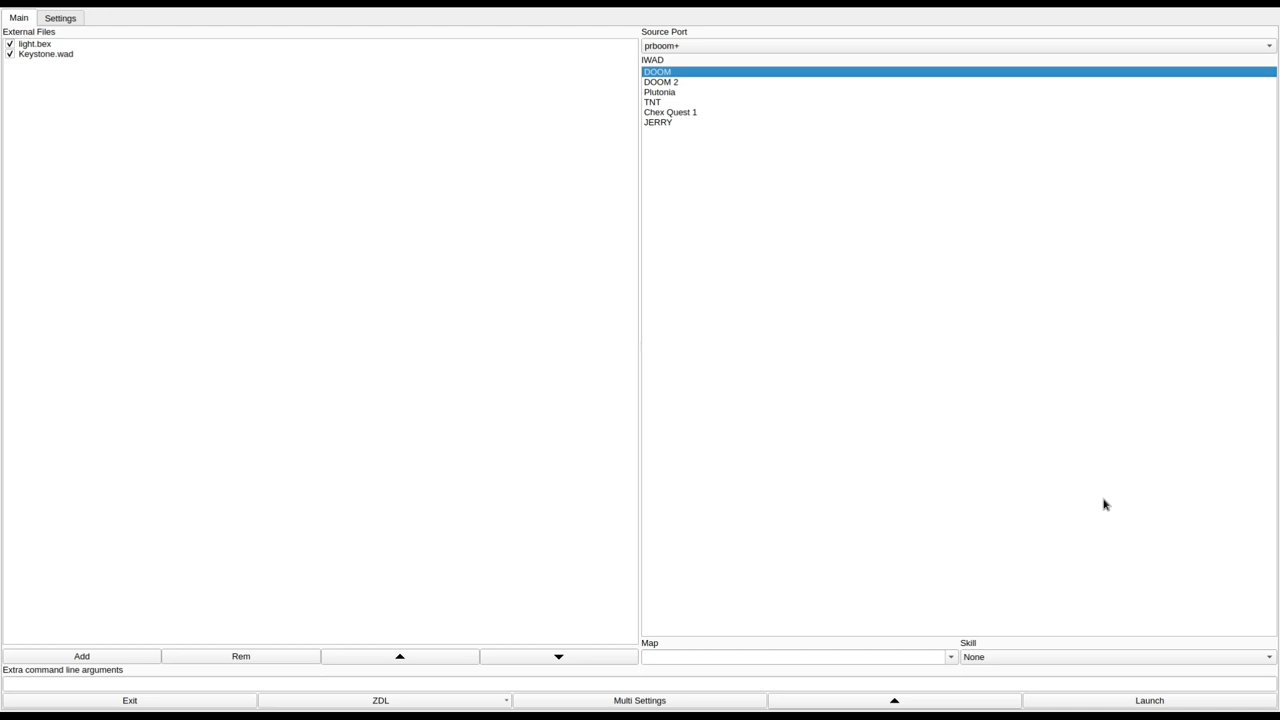 Main
Settings
External Files
light.bex
Keystone.wad
Source Port
prboom+
IWAD
DOOM
DOOM 2
Plutonia
TNT
Chex Quest 1
JERRY
Map
Skill
None
Add
Rem
Extra command line arguments
Exit
ZDL
Multi Settings
Launch